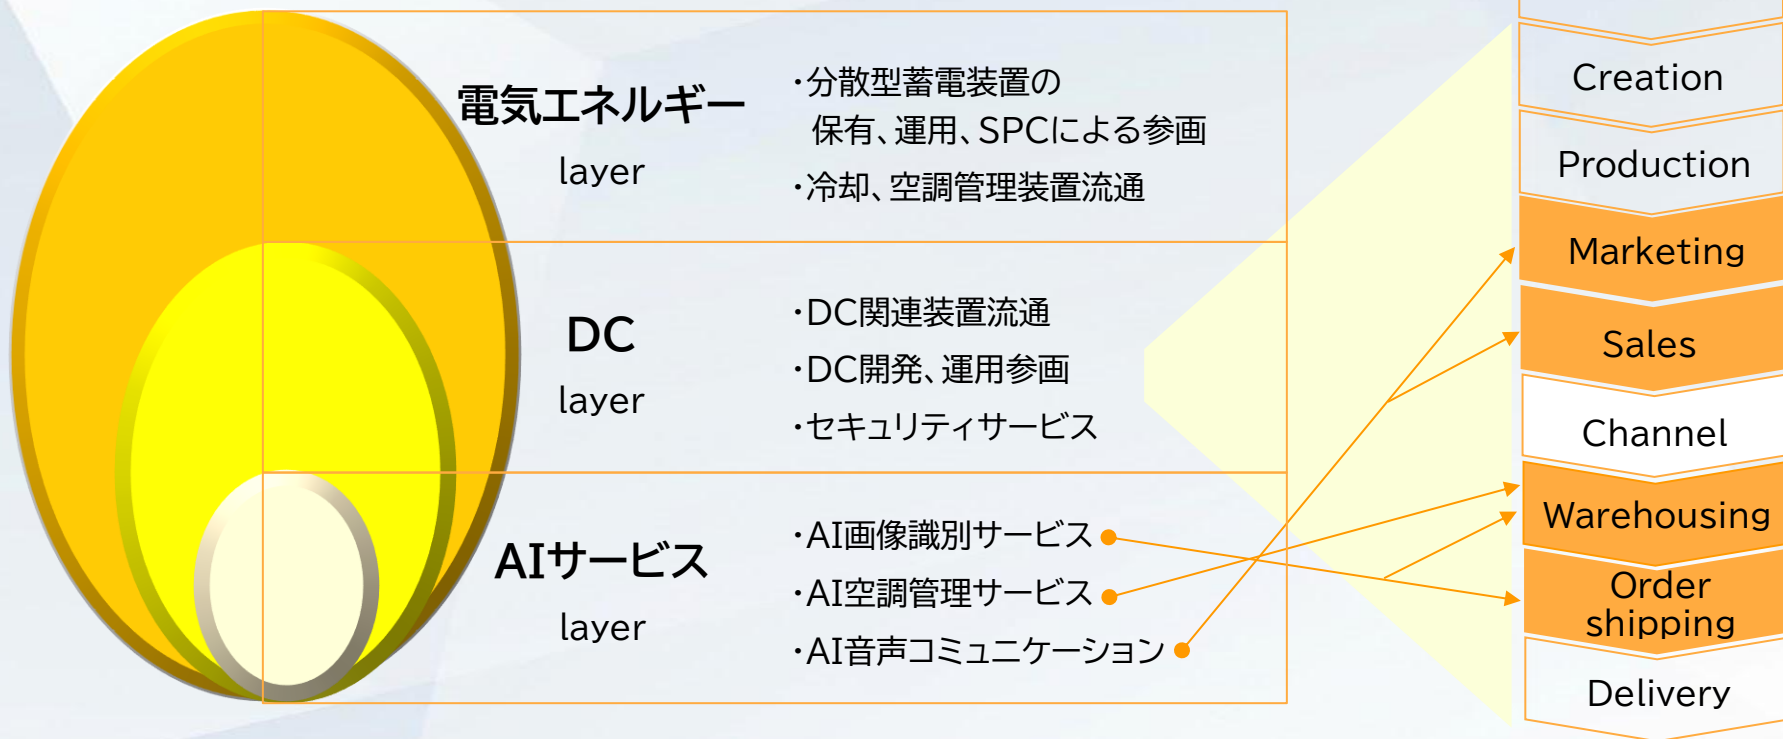 電気エネルギー
layer
・分散型蓄電装置の
保有、運用、SPCによる参画
・冷却、空調管理装置流通
DC
layer
・DC関連装置流通
・DC開発、運用参画
・セキュリティサービス
AIサービス
layer
・AI画像識別サービス
・AI空調管理サービス
・AI音声コミュニケーション
Creation
Production
Marketing
Sales
Channel
Warehousing
Order
shipping
Delivery